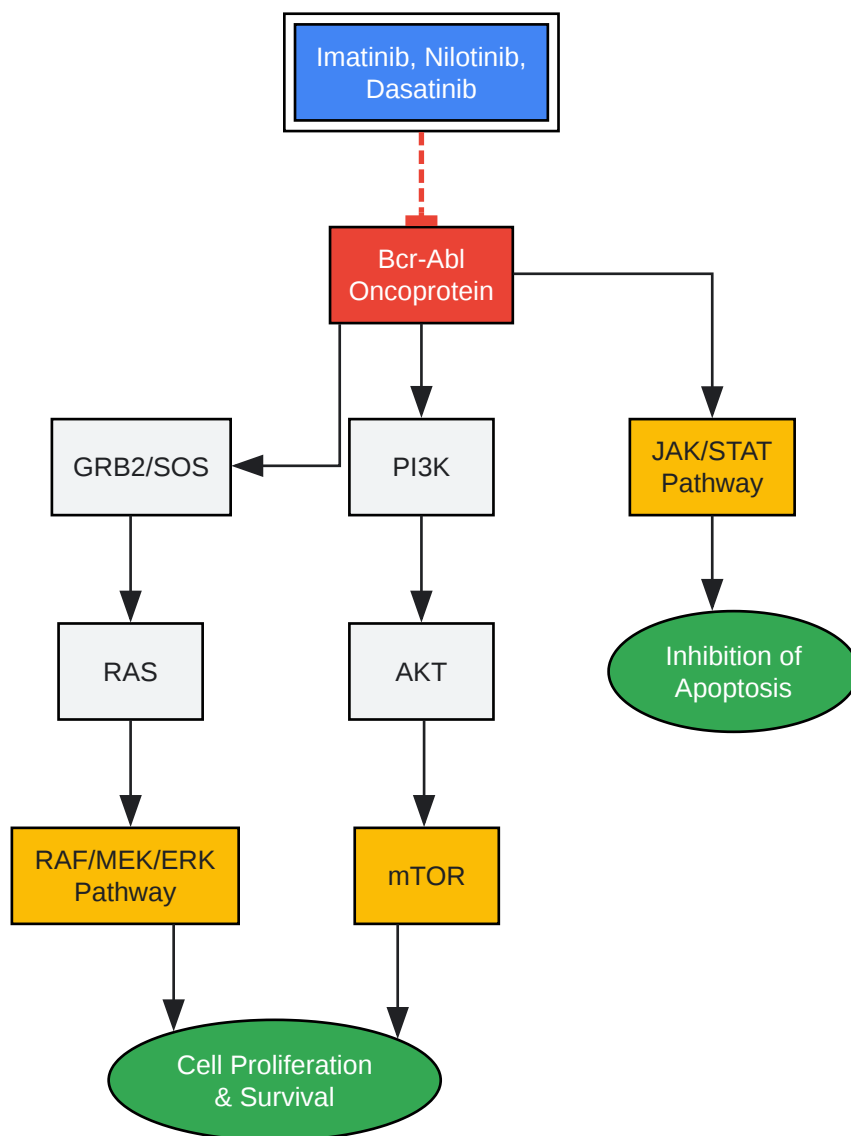 Imatinib, Nilotinib,
Dasatinib
Bcr-Abl
Oncoprotein
GRB2/SOS
PI3K
JAK/STAT
Pathway
RAS
AKT
Inhibition of
Apoptosis
RAF/MEK/ERK
Pathway
mTOR
Cell Proliferation
& Survival